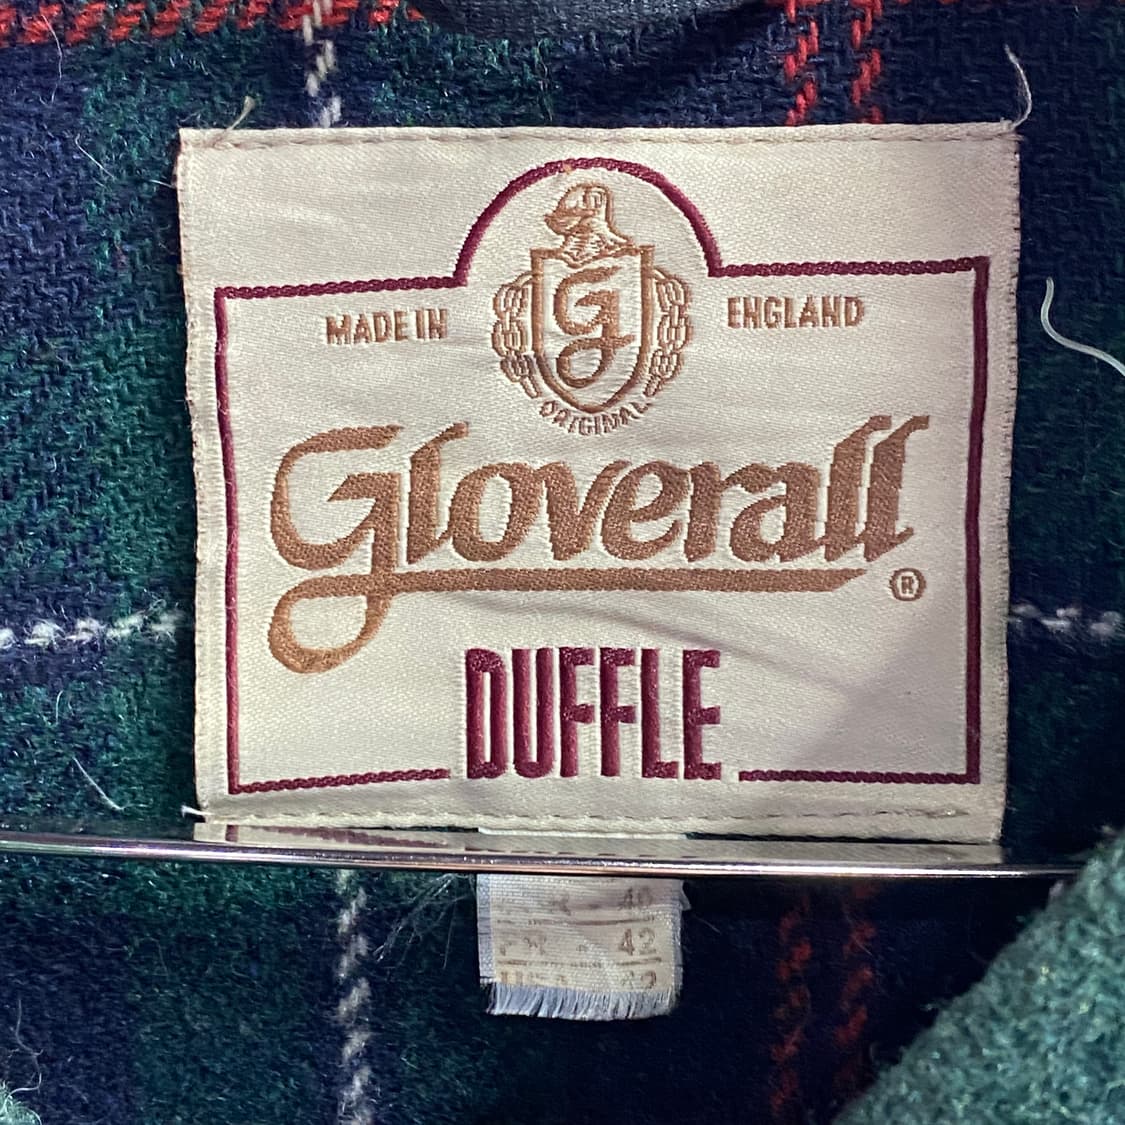 MADE IN
G
ENGLAND
ORIGINAL
Gloverall
®
DUFFLE
40
42